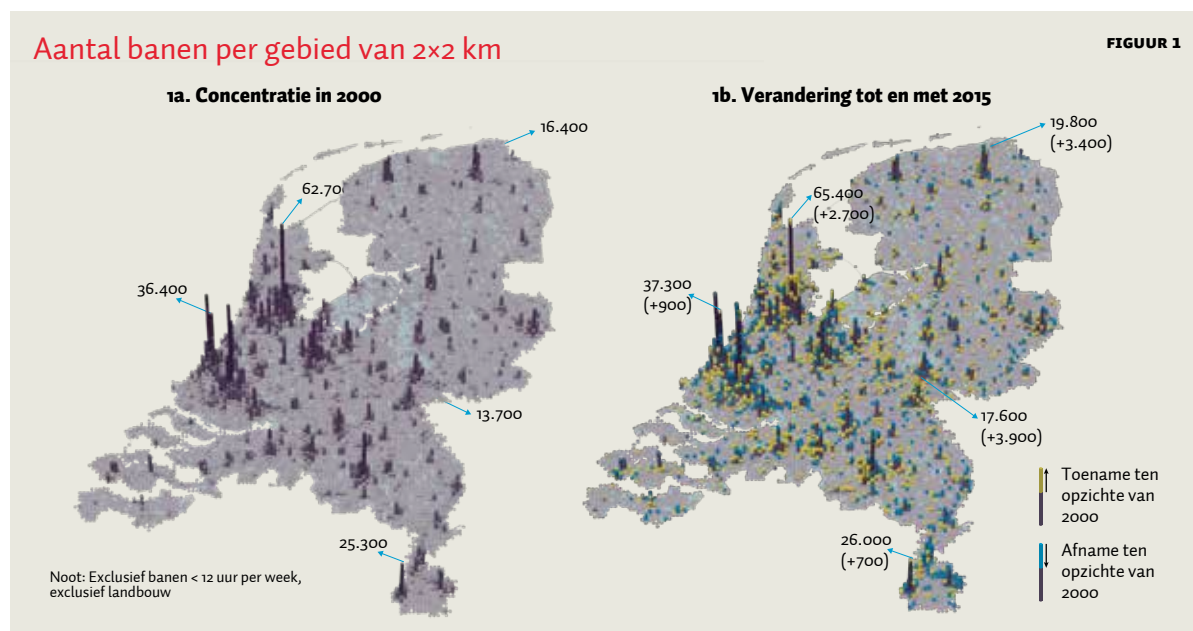 Aantal banen per gebied van 2×2 km
FIGUUR 1
1a. Concentratie in 2000
16.400
62.70
36.400
13.700
25.300
Noot: Exclusief banen < 12 uur per week,
exclusief landbouw
1b. Verandering tot en met 2015
19.800
(+3.400)
65.400
(+2.700)
37.300
(+900)
17.600
(+3.900)
26.000
(+700)
Toename ten
opzichte van
2000
Afname ten
opzichte van
2000